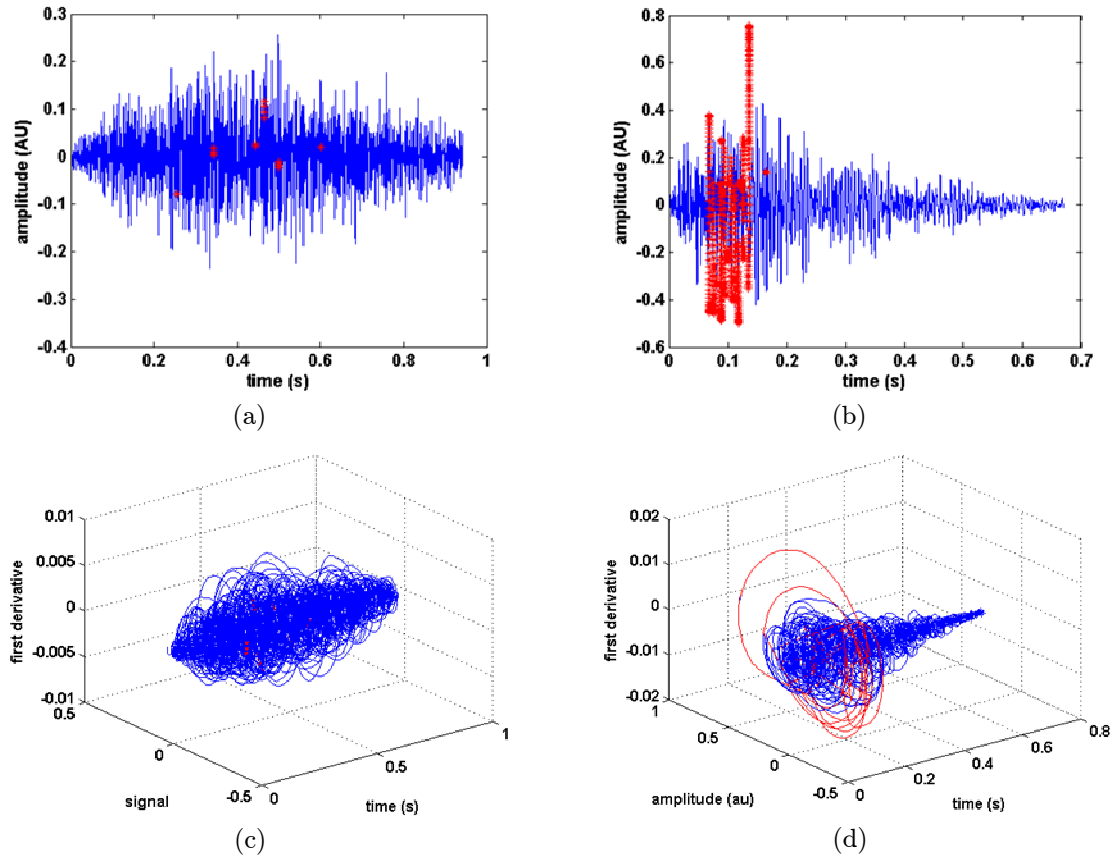 0.3
0.2
0.1
0
-0.1
-0.2
-0.3
-0.4
amplitude (AU)
0 0.2 0.4 0.6 0.8 1
time (s)
(a)
0.8
0.6
0.4
0.2
0
-0.2
-0.4
-0.6
amplitude (AU)
0 0.1 0.2 0.3 0.4 0.5 0.6 0.7
time (s)
(b)
0.01
0.005
0
-0.005
-0.01
first derivative
0.5
0
-0.5
signal
0
0.5
1
time (s)
(c)
0.02
0.01
0
-0.01
-0.02
first derivative
1
0.5
0
-0.5
amplitude (au)
0
0.2
0.4
0.6
0.8
time (s)
(d)